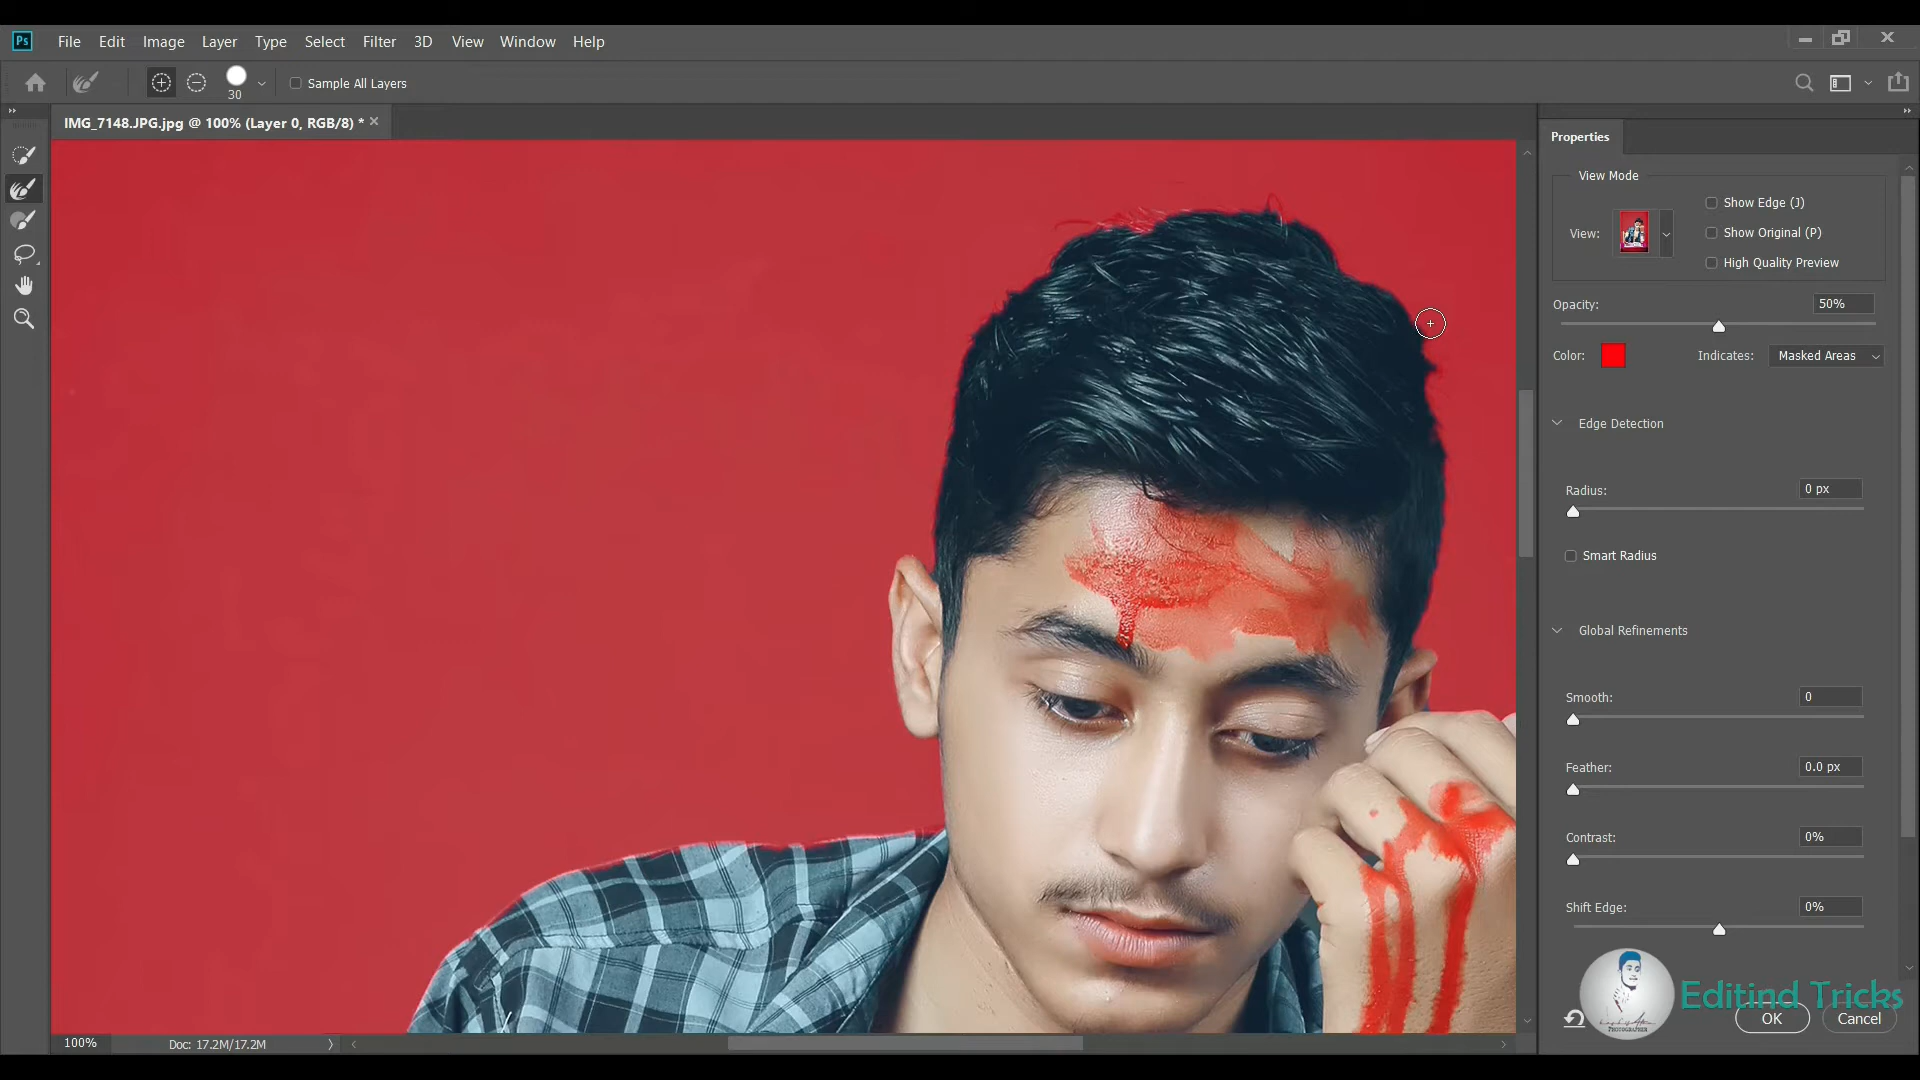 Ps File Edit Image Layer Type Select Filter 3D View Window Help
30 Sample All Layers
IMG_7148.JPG.jpg @ 100% (Layer 0, RGB/8) *
Properties
View Mode
View:
Show Edge (J)
Show Original (P)
High Quality Preview
Opacity: 50%
Color: Indicates: Masked Areas
Edge Detection
Radius: 0 px
Smart Radius
Global Refinements
Smooth: 0
Feather: 0.0 px
Contrast: 0%
Shift Edge: 0%
Editind Tricks
PHOTOGRAPHER
OK Cancel
100% Doc: 17.2M/17.2M